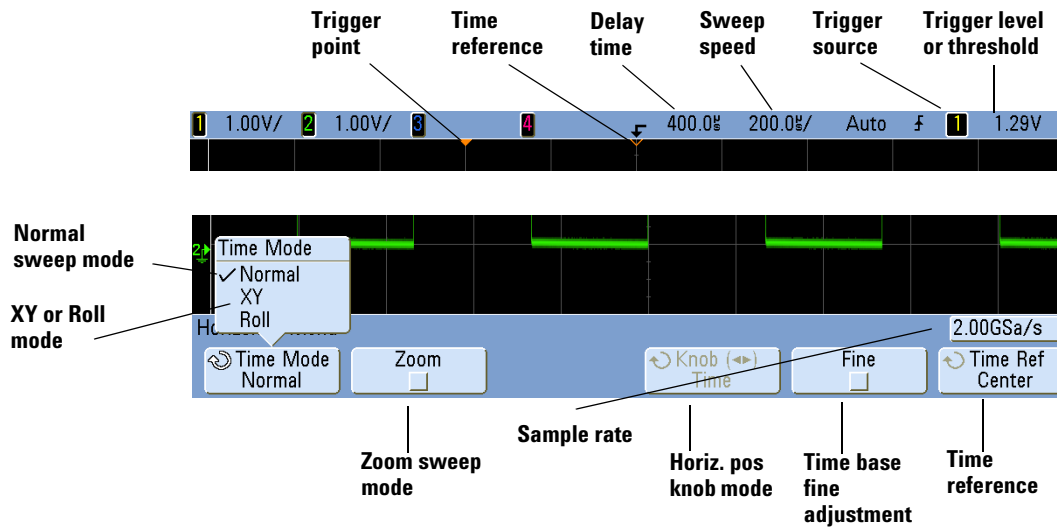 Trigger point
Time reference
Delay time
Sweep speed
Trigger source
Trigger level or threshold
1 1.00V/ 2 1.00V/ 3 4 400.0㎲ 200.0㎲/ Auto 1 1.29V
Normal sweep mode
2
Time Mode
✓ Normal
XY
Roll
XY or Roll mode
2.00GSa/s
Time Mode
Normal
Zoom
Knob (◂▸)
Time
Fine
Time Ref
Center
Sample rate
Zoom sweep mode
Horiz. pos knob mode
Time base fine adjustment
Time reference